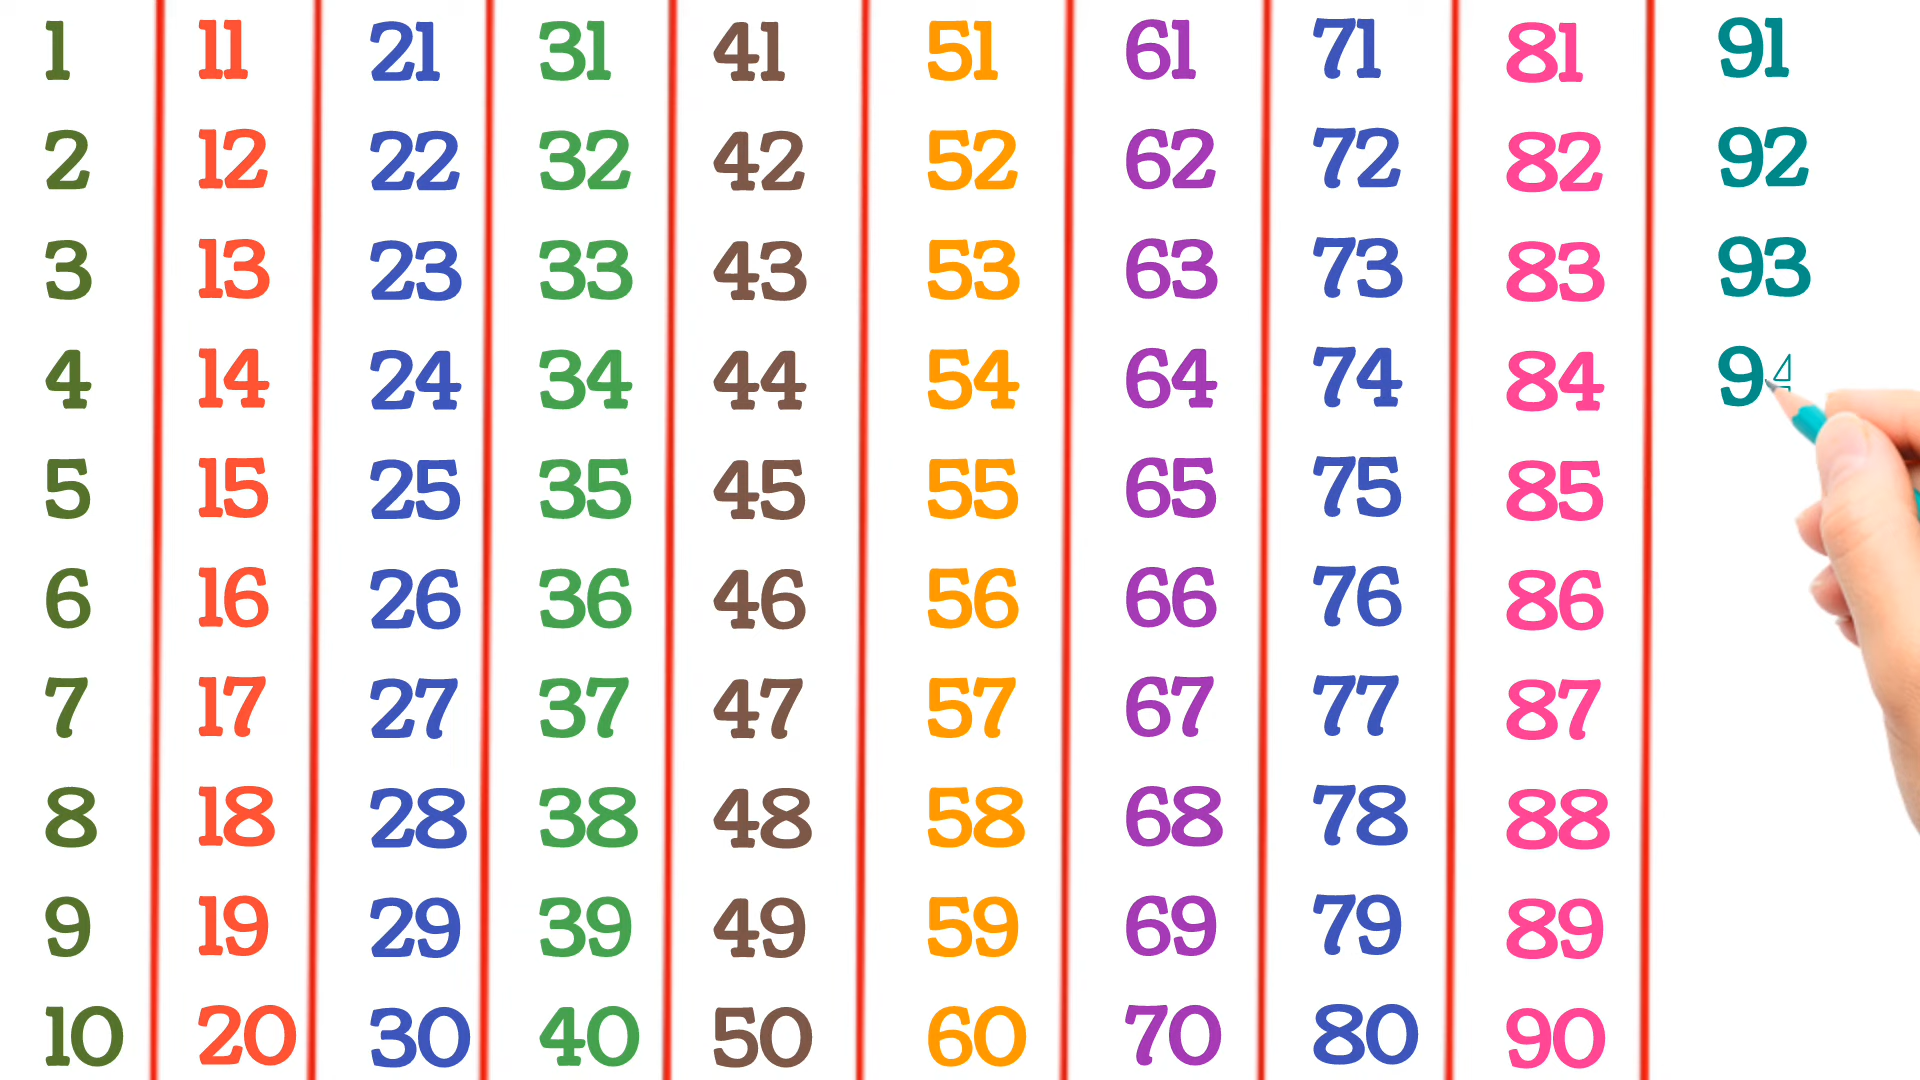 1 11 21 31 41 51 61 71 81 91
2 12 22 32 42 52 62 72 82 92
3 13 23 33 43 53 63 73 83 93
4 14 24 34 44 54 64 74 84 94
5 15 25 35 45 55 65 75 85
6 16 26 36 46 56 66 76 86
7 17 27 37 47 57 67 77 87
8 18 28 38 48 58 68 78 88
9 19 29 39 49 59 69 79 89
10 20 30 40 50 60 70 80 90